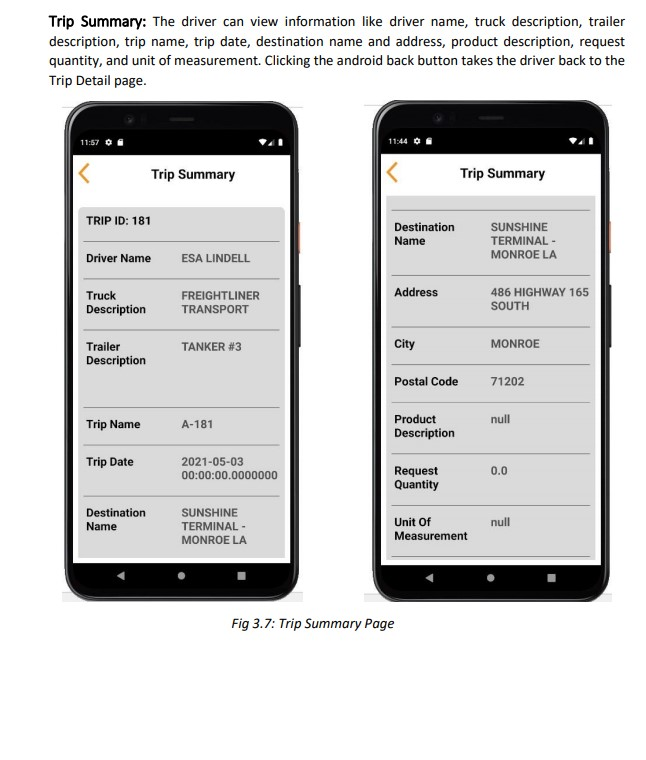 Trip Summary: The driver can view information like driver name, truck description, trailer
description, trip name, trip date, destination name and address, product description, request
quantity, and unit of measurement. Clicking the android back button takes the driver back to the
Trip Detail page.
11:57
Trip Summary
TRIP ID: 181
Driver Name ESA LINDELL
Truck FREIGHTLINER
Description TRANSPORT
Trailer TANKER #3
Description
Trip Name A-181
Trip Date 2021-05-03
00:00:00.0000000
Destination SUNSHINE
Name TERMINAL -
MONROE LA
11:44
Trip Summary
Destination SUNSHINE
Name TERMINAL -
MONROE LA
Address 486 HIGHWAY 165
SOUTH
City MONROE
Postal Code 71202
Product null
Description
Request 0.0
Quantity
Unit Of null
Measurement
Fig 3.7: Trip Summary Page